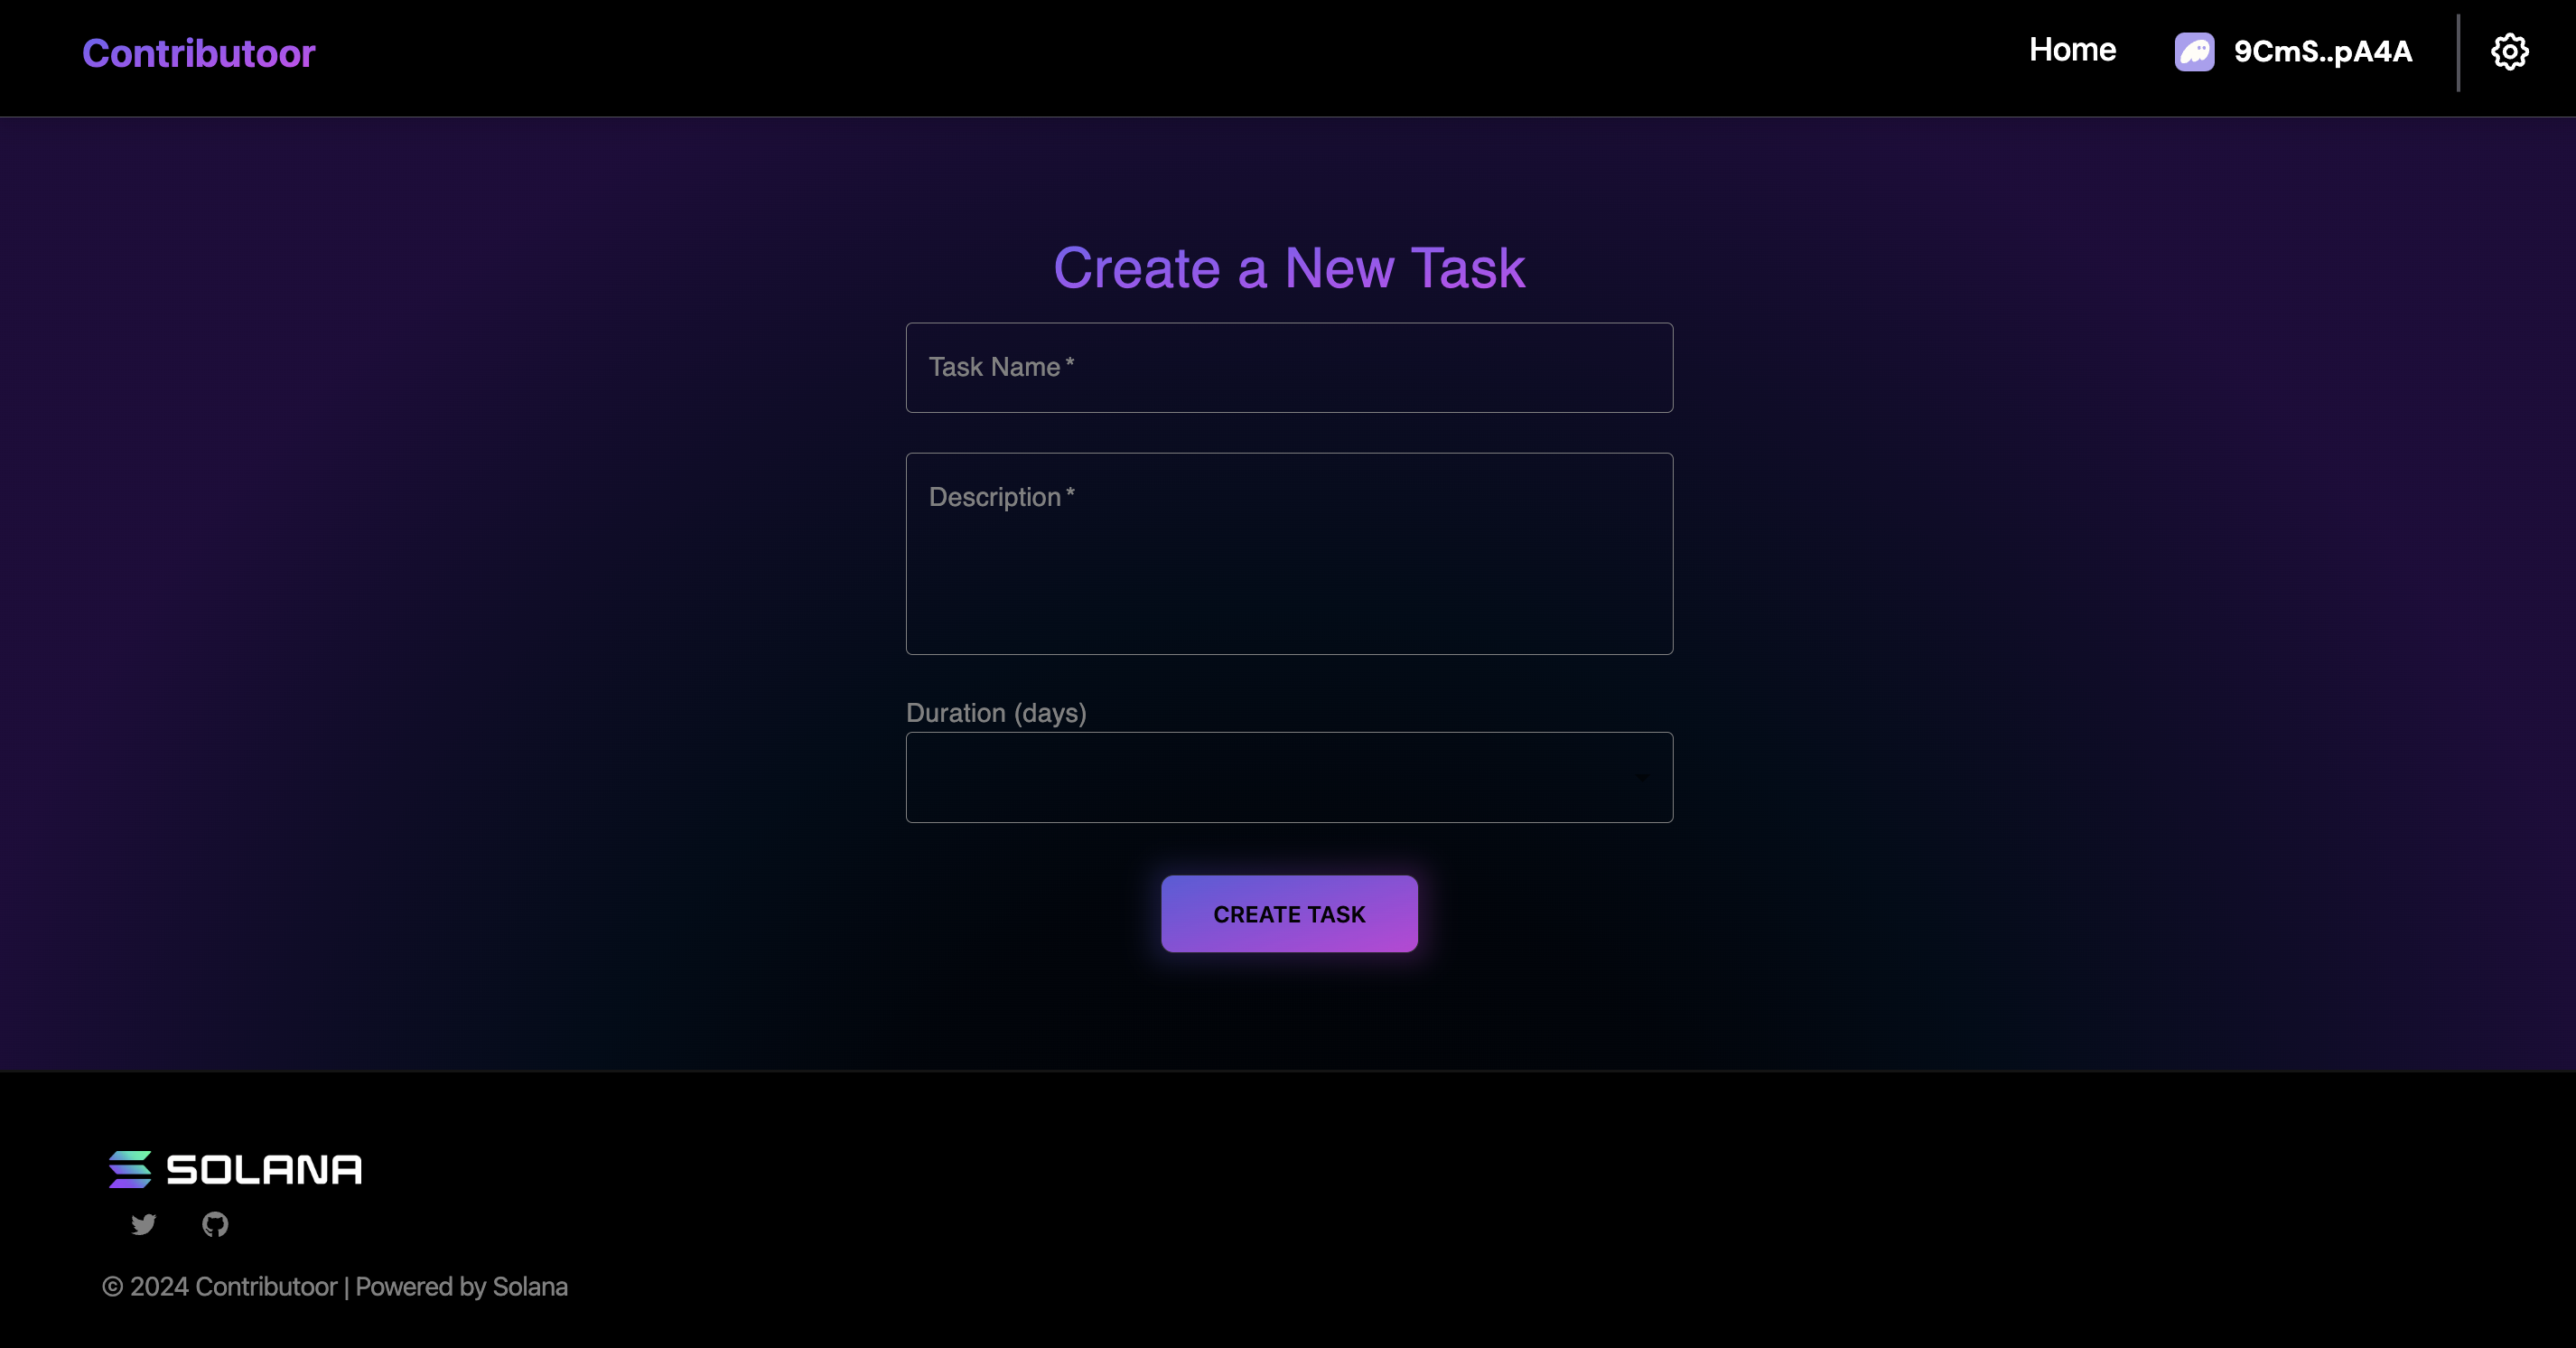 Contributoor
Home
9CmS..pA4A
Create a New Task
Task Name *
Description *
Duration (days)
CREATE TASK
SOLANA
© 2024 Contributoor | Powered by Solana